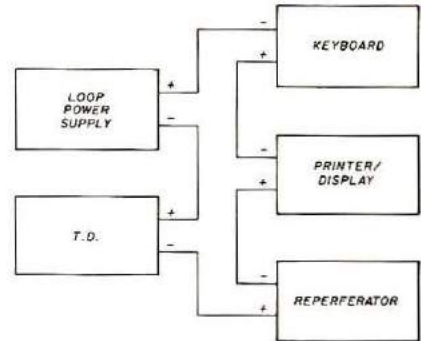 -
KEYBOARD
+
+
LOOP
POWER
SUPPLY
-
-
PRINTER/
DISPLAY
+
+
T.D.
-
-
REPERFERATOR
+